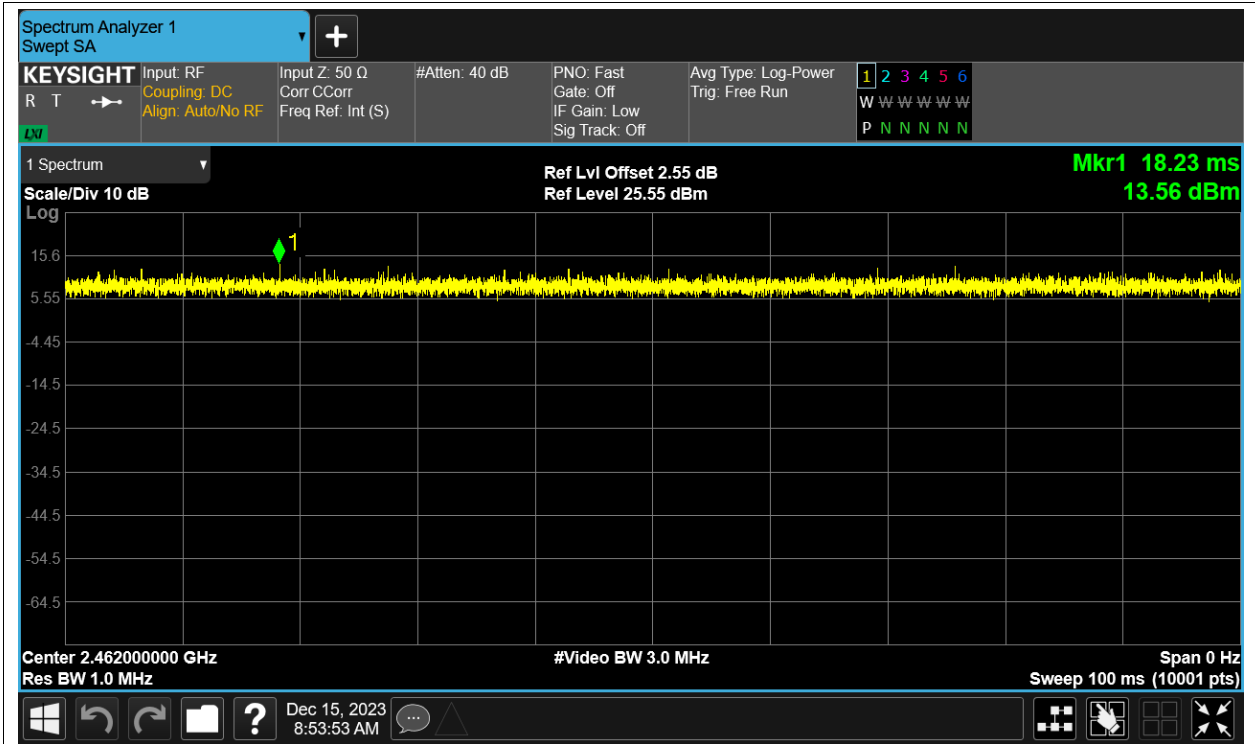 Spectrum Analyzer 1
Swept SA
KEYSIGHT
R T
LXI
Input: RF
Coupling: DC
Align: Auto/No RF
Input Z: 50 Ω
Corr CCorr
Freq Ref: Int (S)
#Atten: 40 dB
PNO: Fast
Gate: Off
IF Gain: Low
Sig Track: Off
Avg Type: Log-Power
Trig: Free Run
1 2 3 4 5 6
W W W W W W
P N N N N N
1 Spectrum
Scale/Div 10 dB
Log
Ref Lvl Offset 2.55 dB
Ref Level 25.55 dBm
Mkr1 18.23 ms
13.56 dBm
1
15.6
5.55
-4.45
-14.5
-24.5
-34.5
-44.5
-54.5
-64.5
Center 2.462000000 GHz
#Video BW 3.0 MHz
Span 0 Hz
Res BW 1.0 MHz
Sweep 100 ms (10001 pts)
?
Dec 15, 2023
8:53:53 AM